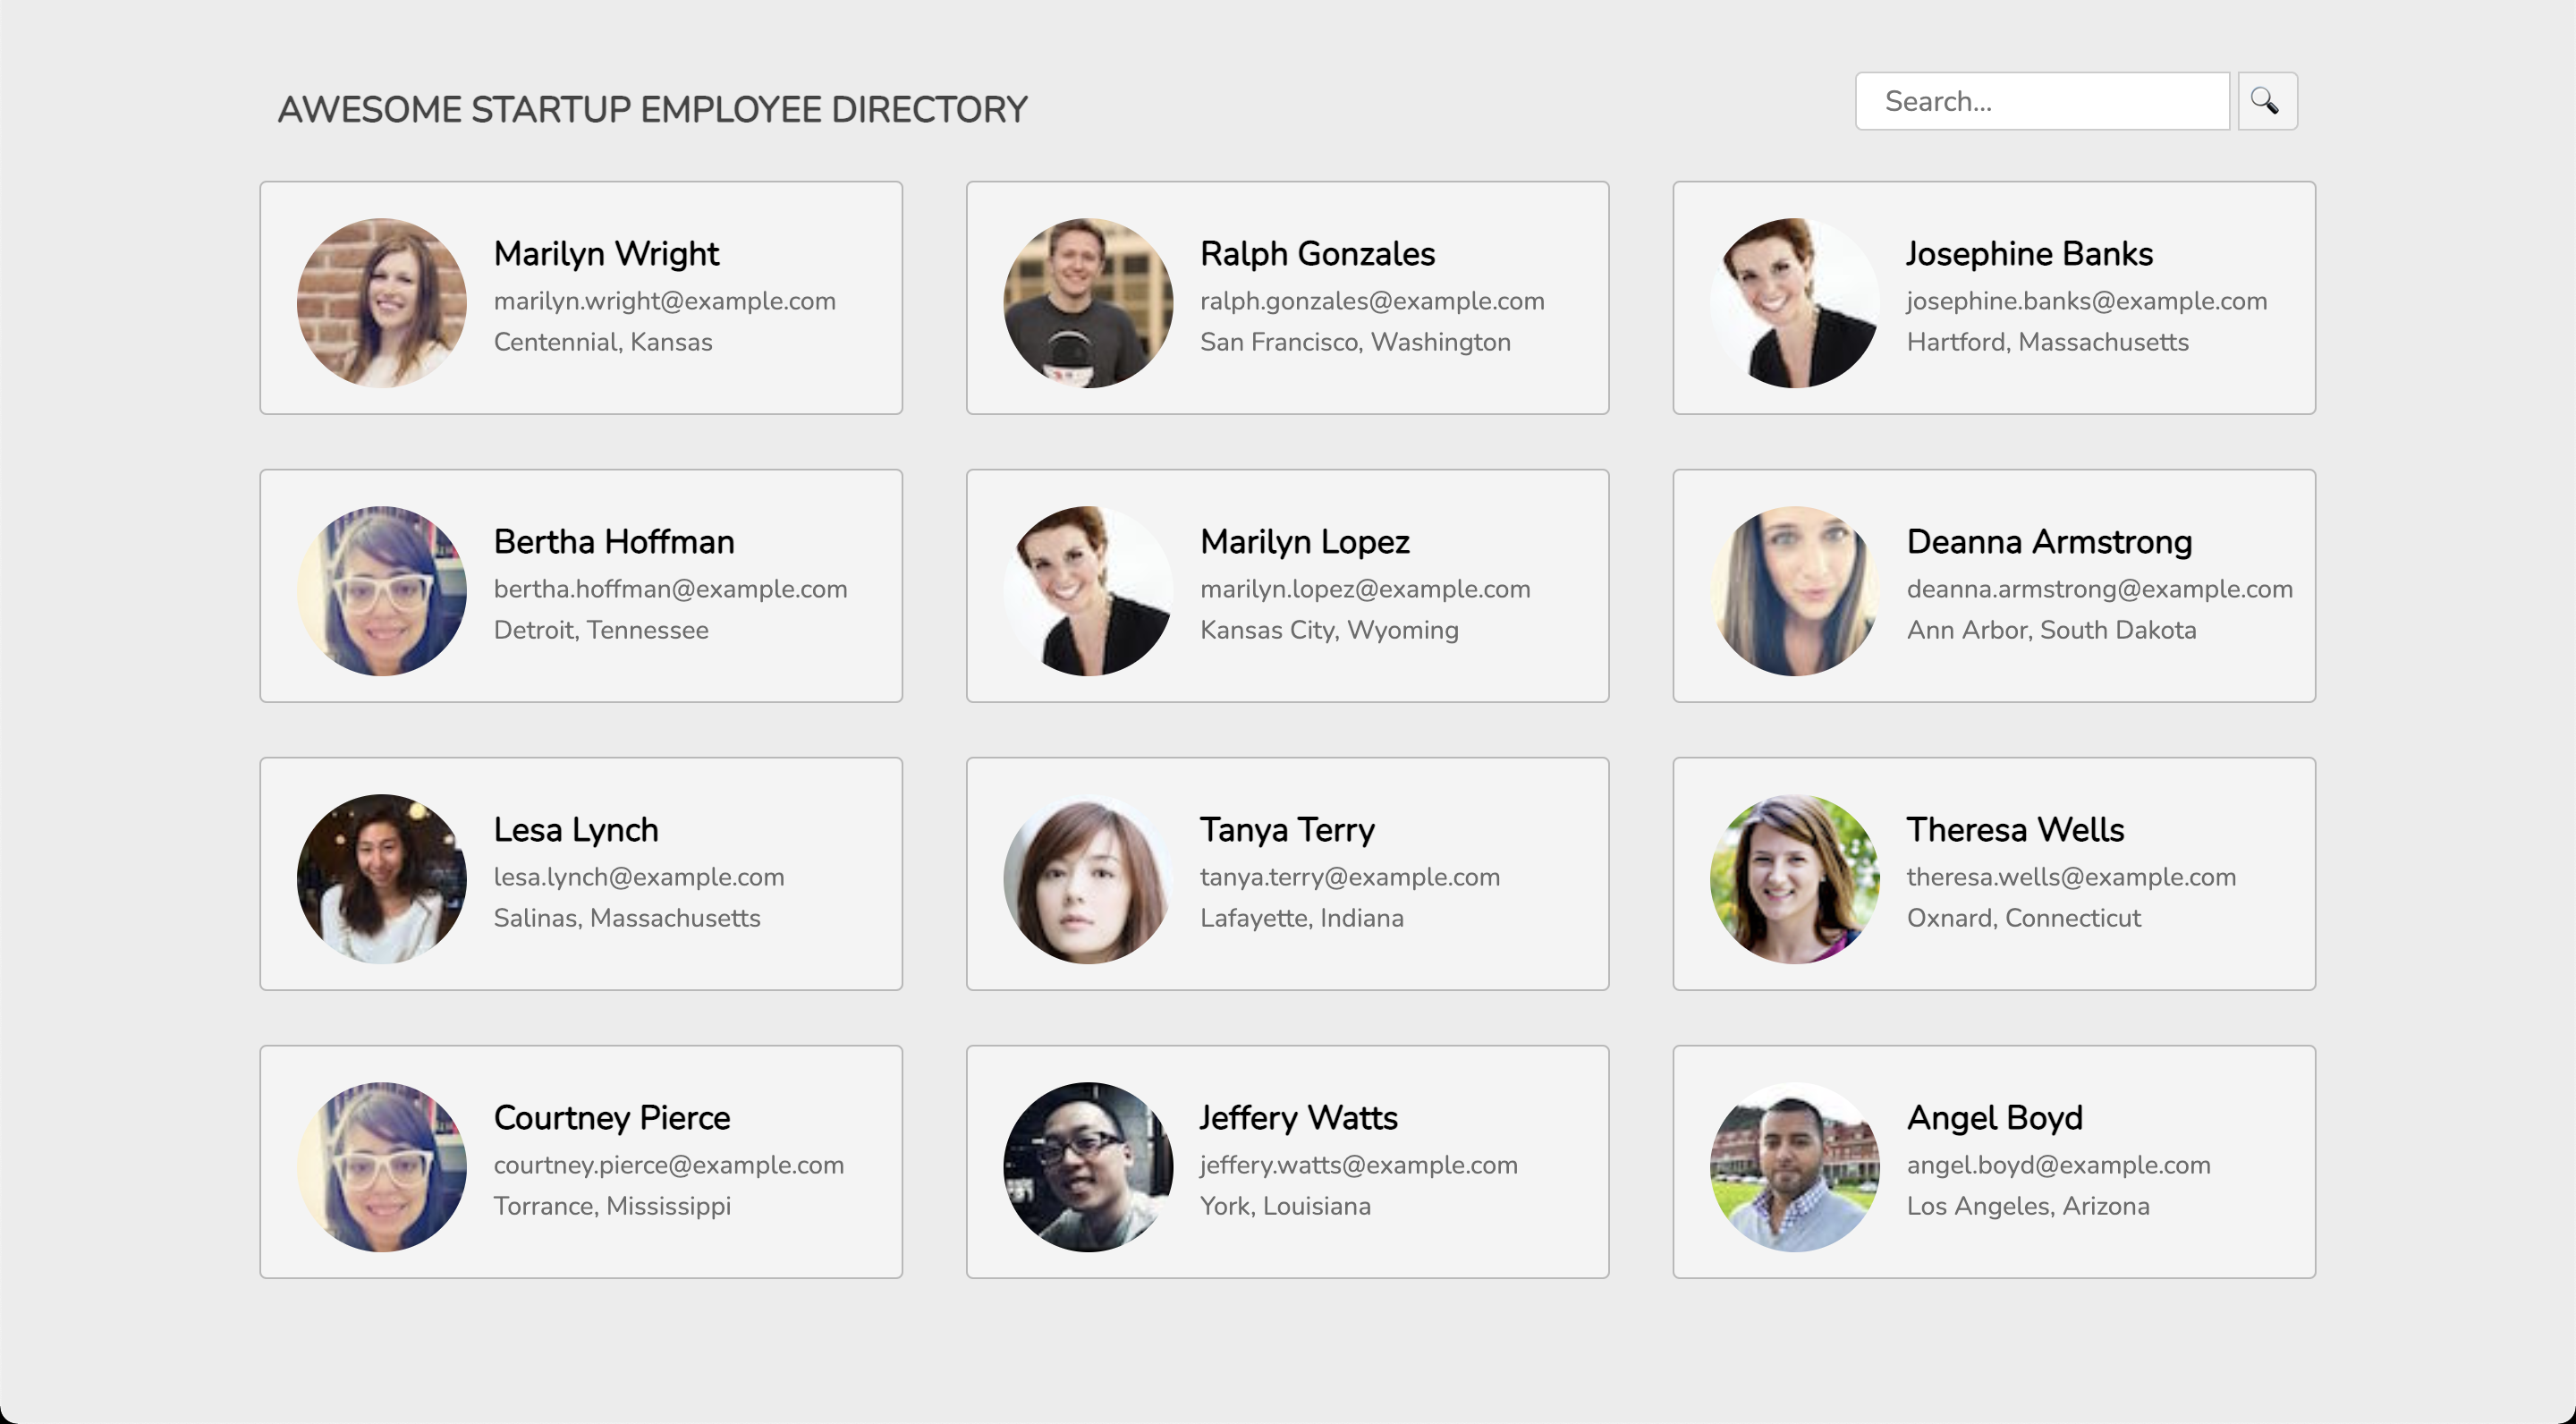 AWESOME STARTUP EMPLOYEE DIRECTORY
Search...
Marilyn Wright
marilyn.wright@example.com
Centennial, Kansas
Ralph Gonzales
ralph.gonzales@example.com
San Francisco, Washington
Josephine Banks
josephine.banks@example.com
Hartford, Massachusetts
Bertha Hoffman
bertha.hoffman@example.com
Detroit, Tennessee
Marilyn Lopez
marilyn.lopez@example.com
Kansas City, Wyoming
Deanna Armstrong
deanna.armstrong@example.com
Ann Arbor, South Dakota
Lesa Lynch
lesa.lynch@example.com
Salinas, Massachusetts
Tanya Terry
tanya.terry@example.com
Lafayette, Indiana
Theresa Wells
theresa.wells@example.com
Oxnard, Connecticut
Courtney Pierce
courtney.pierce@example.com
Torrance, Mississippi
Jeffery Watts
jeffery.watts@example.com
York, Louisiana
Angel Boyd
angel.boyd@example.com
Los Angeles, Arizona